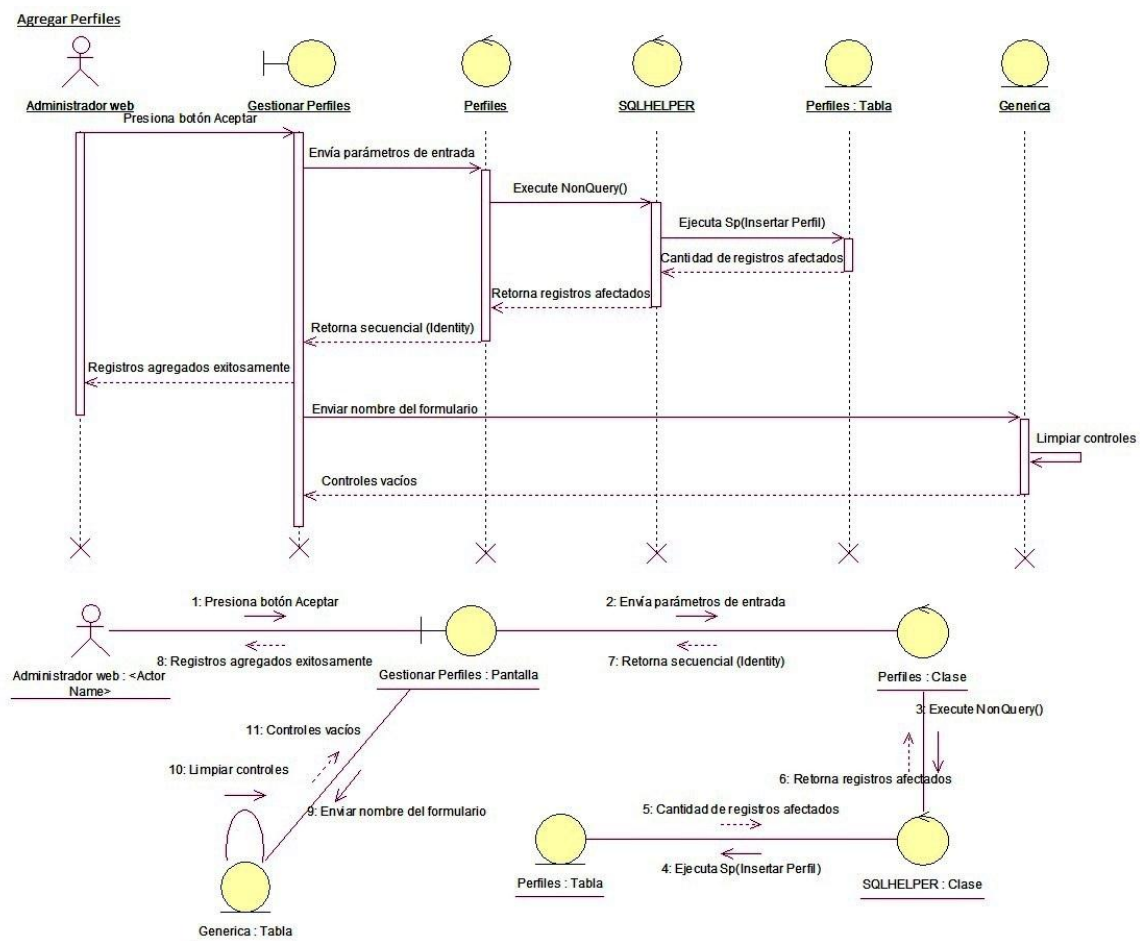 Agregar Perfiles
Administrador web
Gestionar Perfiles
Perfiles
SQLHELPER
Perfiles : Tabla
Generica
Presiona botón Aceptar
Envía parámetros de entrada
Execute NonQuery()
Ejecuta Sp(Insertar Perfil)
Cantidad de registros afectados
Retorna registros afectados
Retorna secuencial (Identity)
Registros agregados exitosamente
Enviar nombre del formulario
Limpiar controles
Controles vacíos
1: Presiona botón Aceptar
2: Envía parámetros de entrada
8: Registros agregados exitosamente
7: Retorna secuencial (Identity)
Administrador web : <Actor
Name>
Gestionar Perfiles : Pantalla
Perfiles : Clase
3: Execute NonQuery()
11: Controles vacíos
10: Limpiar controles
6: Retorna registros afectados
9: Enviar nombre del formulario
5: Cantidad de registros afectados
4: Ejecuta Sp(Insertar Perfil)
Perfiles : Tabla
SQLHELPER : Clase
Generica : Tabla